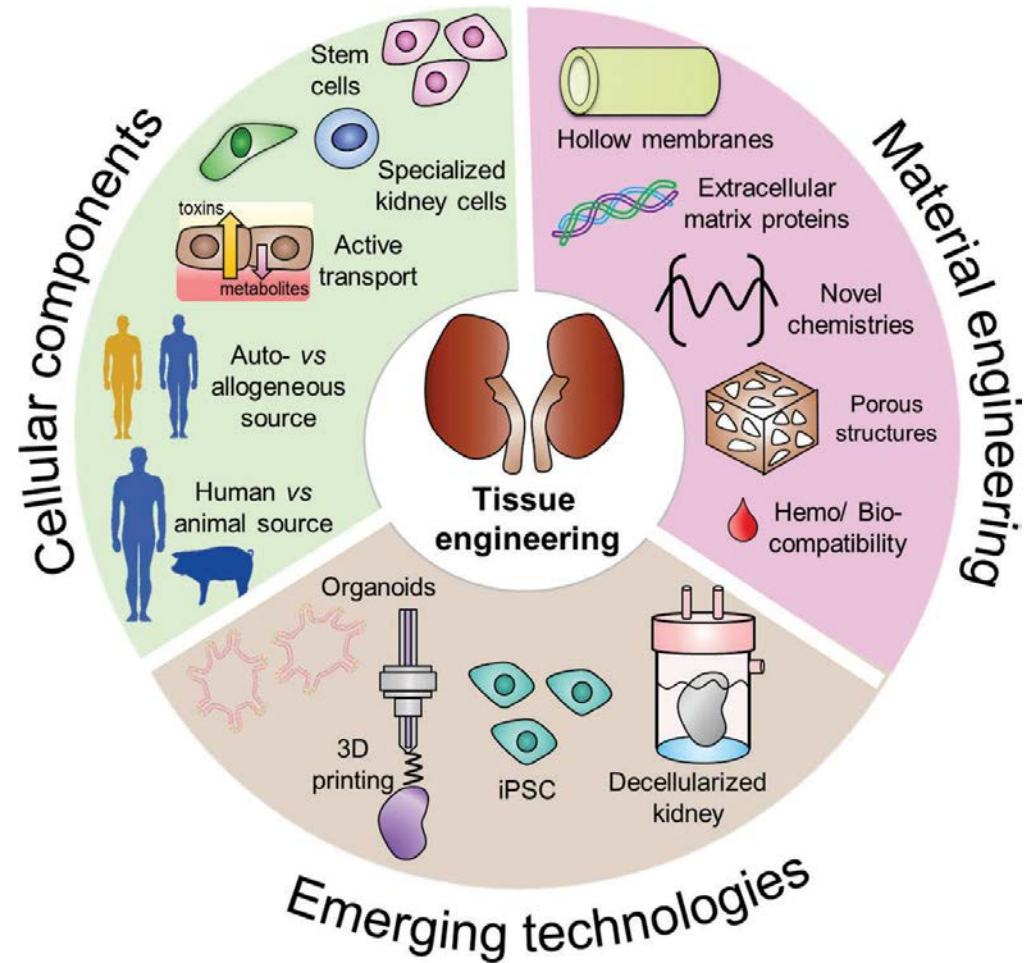 Cellular components
Stem
cells
Specialized
kidney cells
toxins
metabolites
Active
transport
Auto- vs
allogeneous
source
Human vs
animal source
Material engineering
Hollow membranes
Extracellular
matrix proteins
Novel
chemistries
Porous
structures
Hemo/ Bio-
compatibility
Tissue
engineering
Emerging technologies
Organoids
3D
printing
iPSC
Decellularized
kidney